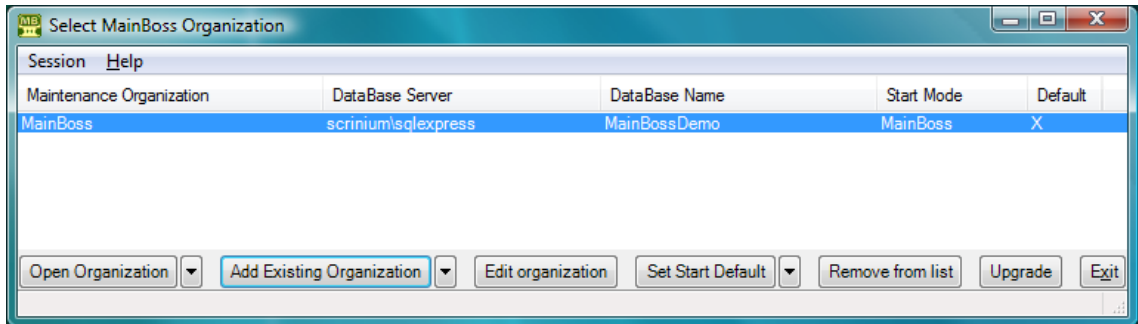 MB
Select MainBoss Organization
Session Help
Maintenance Organization DataBase Server DataBase Name Start Mode Default
MainBoss scrinium\sqlexpress MainBossDemo MainBoss X
Open Organization Add Existing Organization Edit organization Set Start Default Remove from list Upgrade Exit